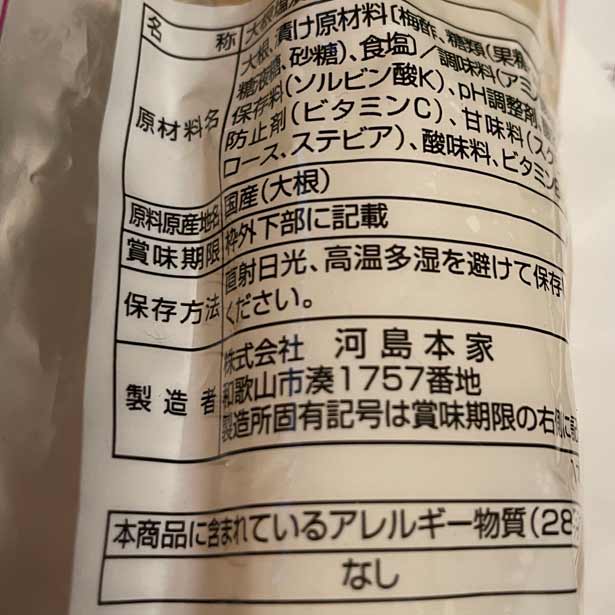 名 称 大根塩
原材料名 大根、漬け原材料〔梅酢、糖類(果糖
糖液糖、砂糖)、食塩〕/調味料(アミ
保存料(ソルビン酸K)、pH調整剤、
防止剤(ビタミンC)、甘味料(スク
ロース、ステビア)、酸味料、ビタミン
原料原産地名 国産(大根)
賞味期限 枠外下部に記載
保存方法 直射日光、高温多湿を避けて保存
ください。
製造者 株式会社 河島本家
和歌山市湊1757番地
製造所固有記号は賞味期限の右側に記
本商品に含まれているアレルギー物質(28
なし